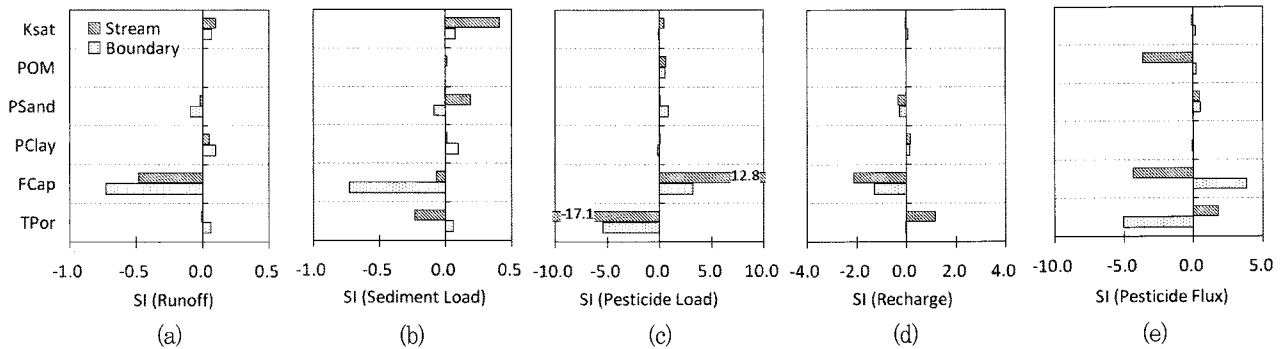 Ksat
POM
PSand
PClay
FCap
TPor
Stream
Boundary
-1.0 -0.5 0.0 0.5
SI (Runoff)
(a)
-1.0 -0.5 0.0 0.5
SI (Sediment Load)
(b)
12.8
-17.1
-10.0 -5.0 0.0 5.0 10.0
SI (Pesticide Load)
(c)
-4.0 -2.0 0.0 2.0 4.0
SI (Recharge)
(d)
-10.0 -5.0 0.0 5.0
SI (Pesticide Flux)
(e)